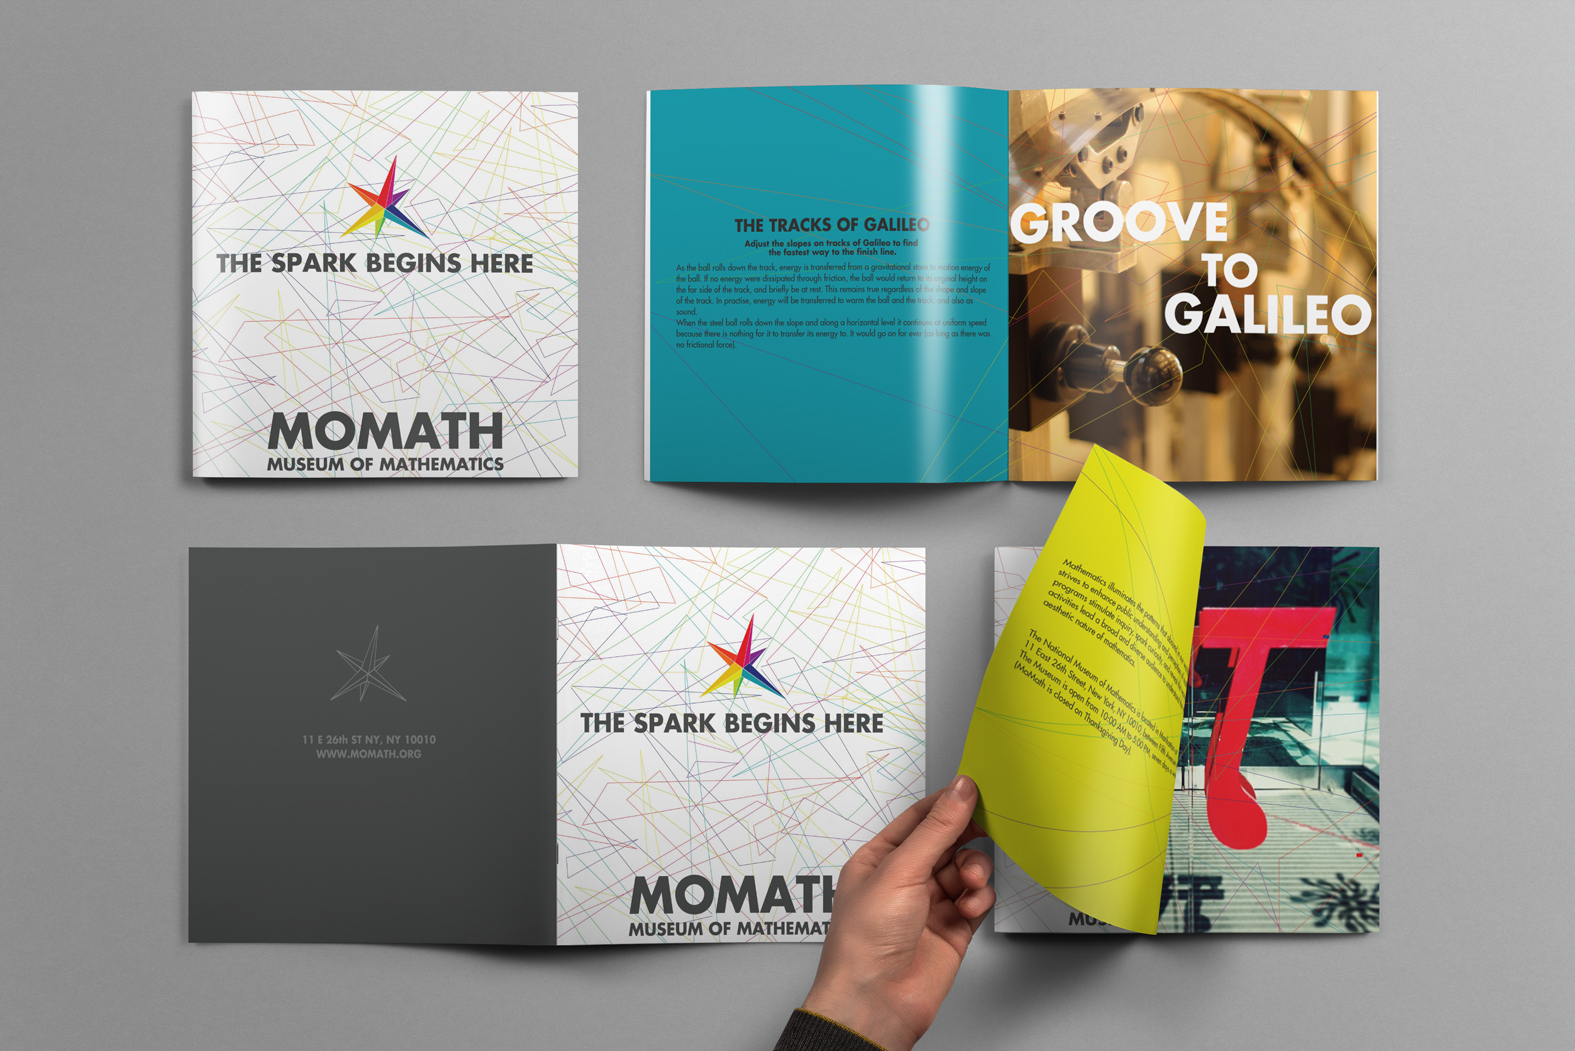 THE SPARK BEGINS HERE
MOMATH
MUSEUM OF MATHEMATICS
THE TRACKS OF GALILEO
Adjust the slopes on tracks of Galileo to find
the fastest way to the finish line.
As the ball rolls down the track, energy is transferred from a gravitational store to motion energy of
the ball. If no energy were dissipated through friction, the ball would return to its orginal height on
the far side of the track, and briefly be at rest. This remains true regardless of the shape and slope
of the track. In practise, energy will be transferred to warm the ball and the track, and also as
sound.
When the steel ball rolls down the slope and along a horizontal level it continues at uniform speed
because there is nothing for it to transfer its energy to. It would go on for ever (as long as there was
no frictional force).
GROOVE
TO
GALILEO
11 E 26th ST NY, NY 10010
WWW.MOMATH.ORG
THE SPARK BEGINS HERE
MOMATH
MUSEUM OF MATHEMAT
Mathematics illuminates the patterns that abound in
strives to enhance public understanding and
programs stimulate inquiry, spark curiosity, and
activities lead a broad and diverse audience to
aesthetic nature of mathematics.
The National Museum of Mathematics is located in Manhattan
11 East 26th Street, New York, NY 10010, between Fifth
The Museum is open from 10:00 AM to 5:00 PM, seven days
(MoMath is closed on Thanksgiving Day).
MUS